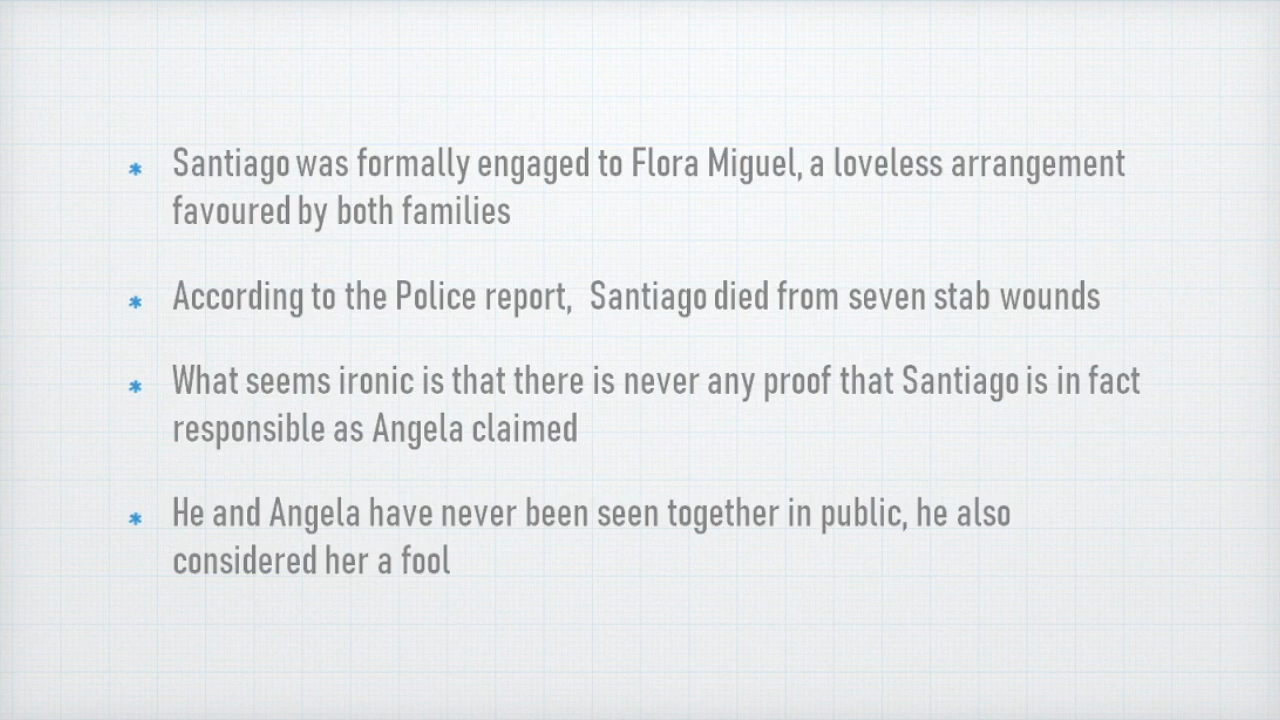 * Santiago was formally engaged to Flora Miguel, a loveless arrangement
favoured by both families
* According to the Police report,  Santiago died from seven stab wounds
* What seems ironic is that there is never any proof that Santiago is in fact
responsible as Angela claimed
* He and Angela have never been seen together in public, he also
considered her a fool